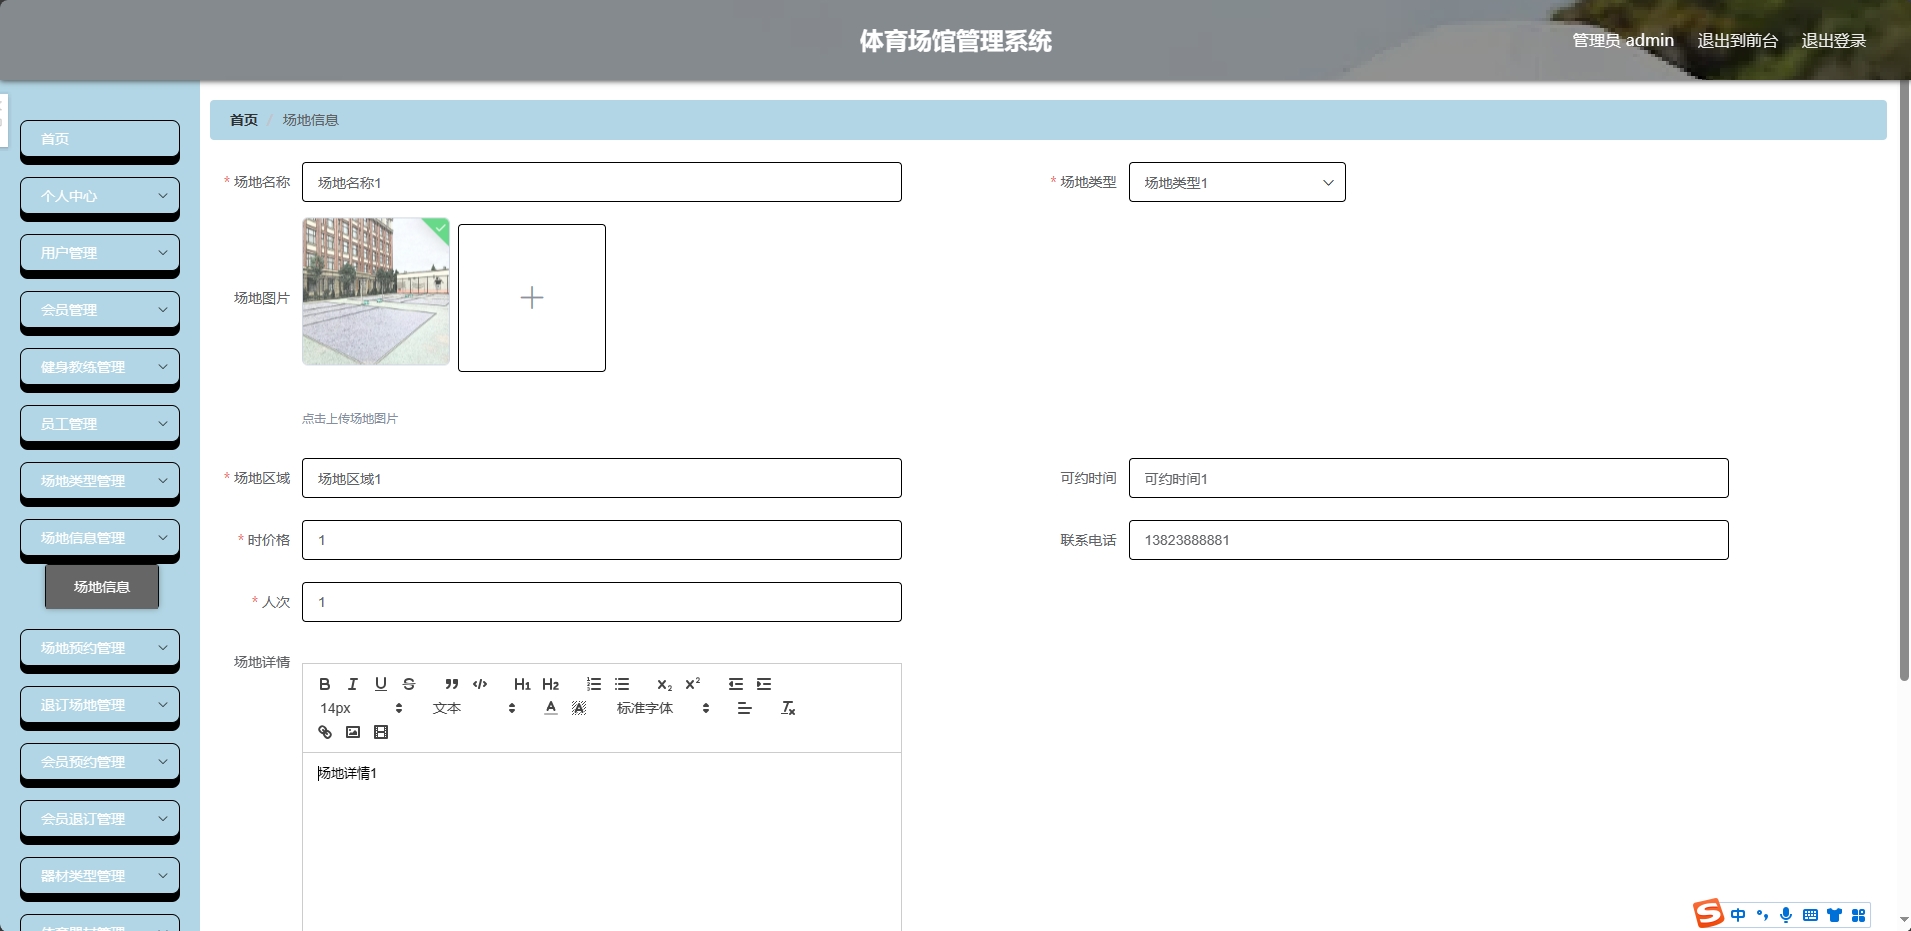 体育场馆管理系统
管理员 admin 退出到前台 退出登录
首页
个人中心
用户管理
会员管理
健身教练管理
员工管理
场地类型管理
场地信息管理
场地信息
场地预约管理
退订场地管理
会员预约管理
会员退订管理
器材类型管理
体育器材管理
首页 / 场地信息
* 场地名称 场地名称1
* 场地类型 场地类型1
场地图片
点击上传场地图片
* 场地区域 场地区域1
可约时间 可约时间1
* 时价格 1
联系电话 13823888881
* 人次 1
场地详情
B I U S ” </> H1 H2 X2 X2
14px 文本 A A 标准字体 Tx
场地详情1
S 中